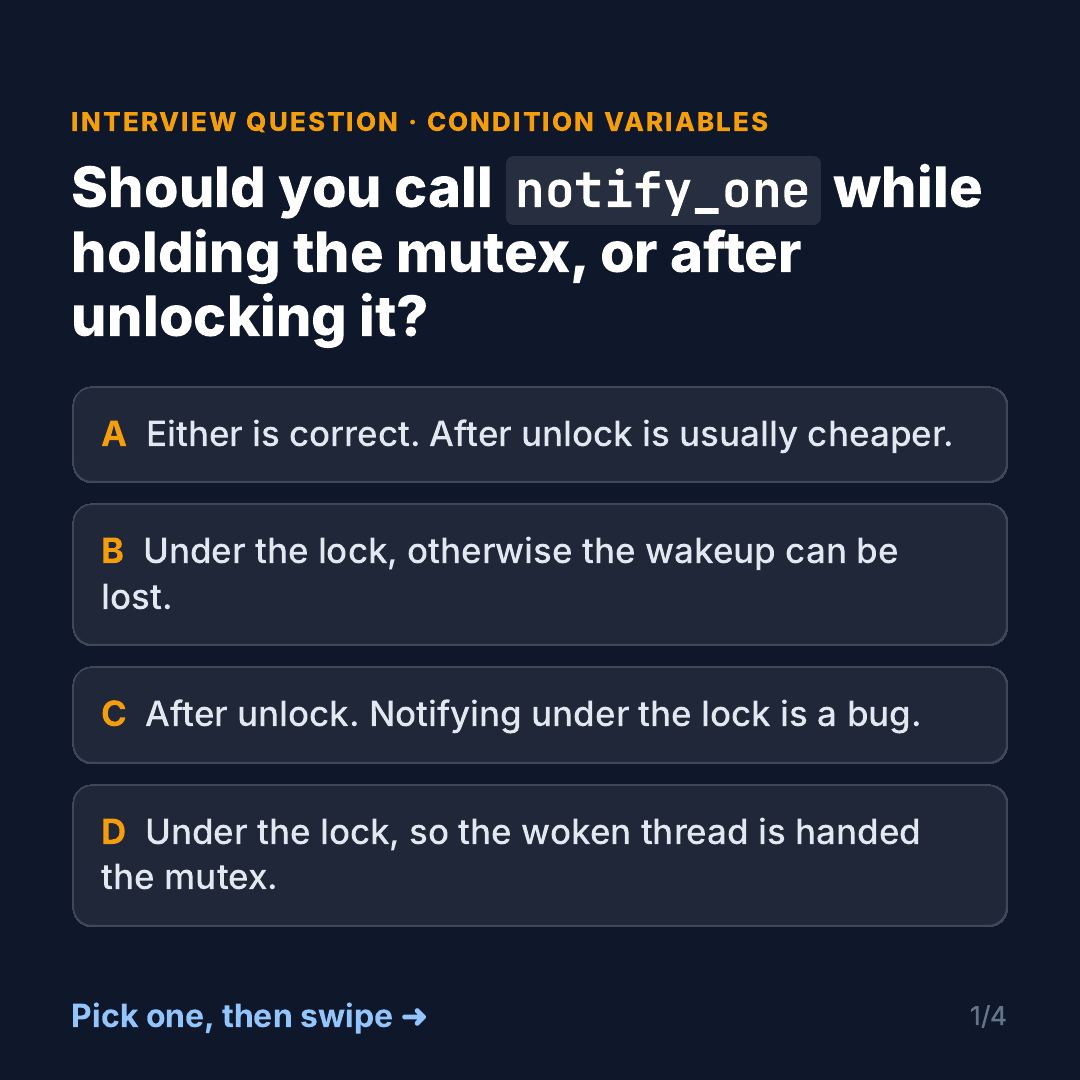 INTERVIEW QUESTION · CONDITION VARIABLES
Should you call notify_one while
holding the mutex, or after
unlocking it?
A Either is correct. After unlock is usually cheaper.
B Under the lock, otherwise the wakeup can be
lost.
C After unlock. Notifying under the lock is a bug.
D Under the lock, so the woken thread is handed
the mutex.
Pick one, then swipe ➜
1/4